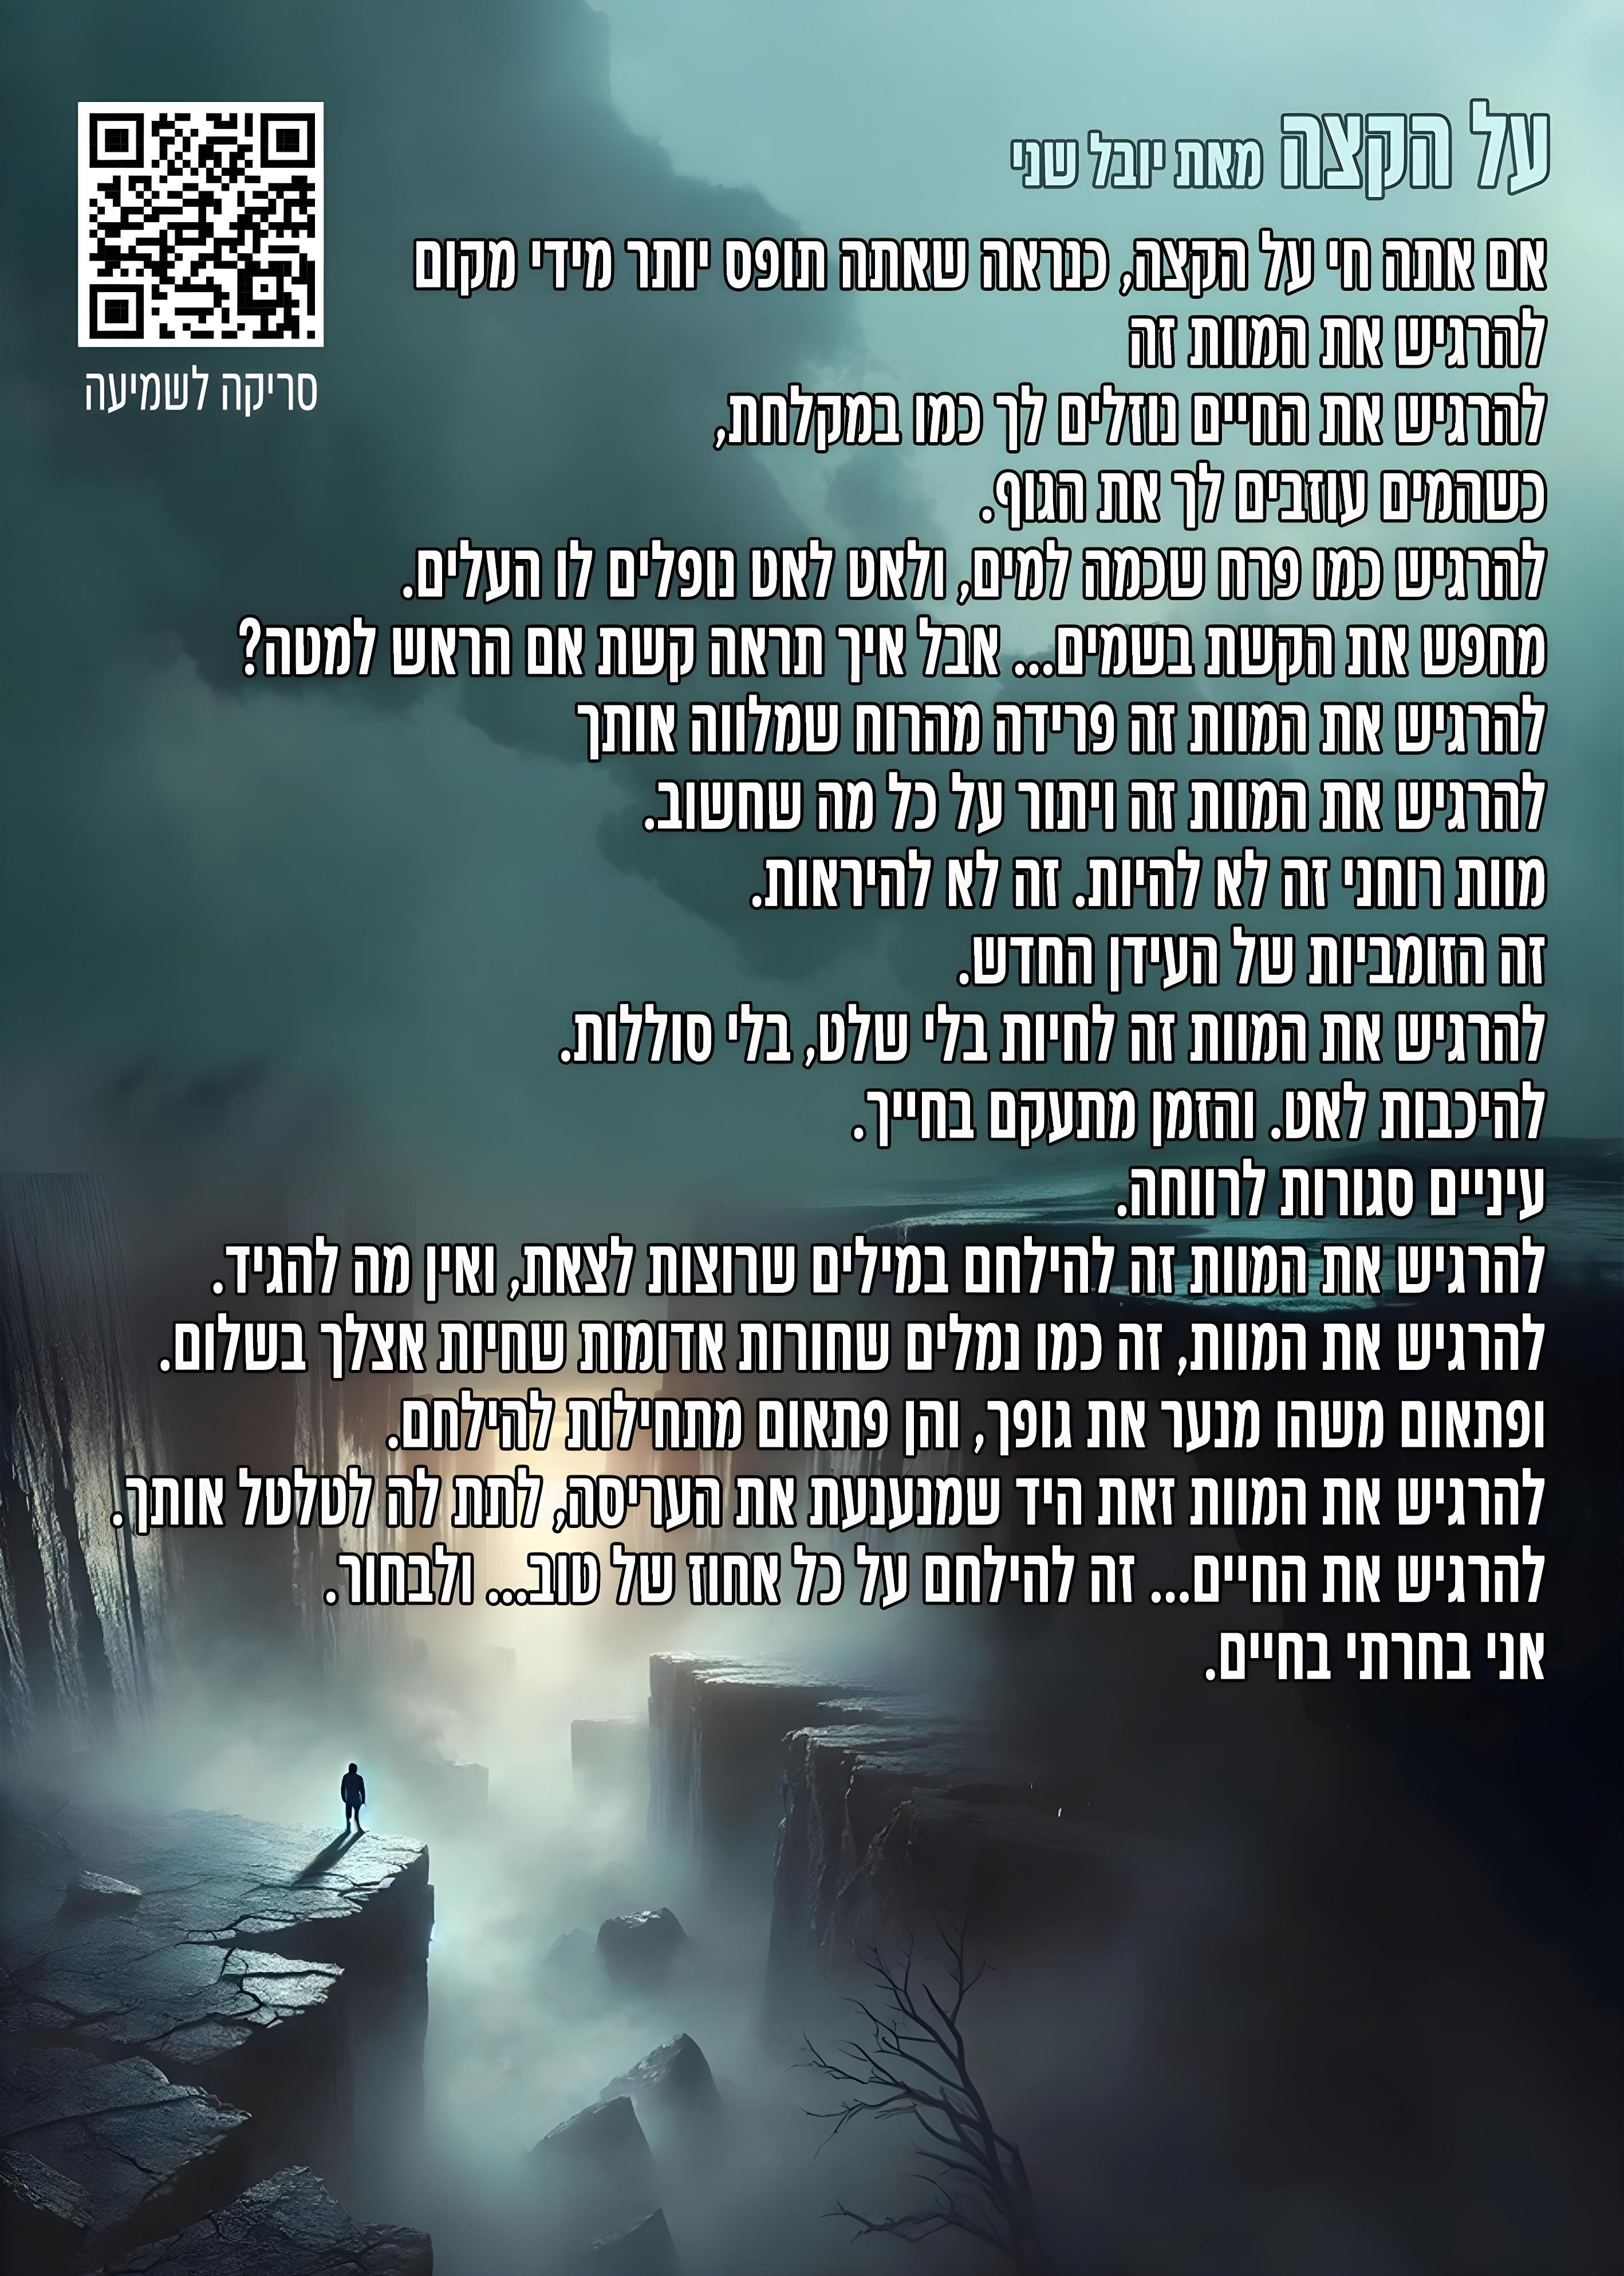 על הקצה מאת יובל שני
אם אתה חי על הקצה, כנראה שאתה תופס יותר מידי מקום
להרגיש את המוות זה
להרגיש את החיים נוזלים לך כמו במקלחת,
כשהמים עוזבים לך את הגוף.
להרגיש כמו פרח שכמה למים, ולאט לאט נופלים לו העלים.
מחפש את הקשת בשמים... אבל איך תראה קשת אם הראש למטה?
להרגיש את המוות זה פרידה מהרוח שמלווה אותך
להרגיש את המוות זה ויתור על כל מה שחשוב.
מוות רוחני זה לא להיות. זה לא להיראות.
זה הזומביות של העידן החדש.
להרגיש את המוות זה לחיות בלי שלט, בלי סוללות.
להיכבות לאט. והזמן מתעקם בחייך.
עיניים סגורות לרווחה.
להרגיש את המוות זה להילחם במילים שרוצות לצאת, ואין מה להגיד.
להרגיש את המוות, זה כמו נמלים שחורות אדומות שחיות אצלך בשלום.
ופתאום משהו מנער את גופך, והן פתאום מתחילות להילחם.
להרגיש את המוות זאת היד שמנענעת את העריסה, לתת לה לטלטל אותך.
להרגיש את החיים... זה להילחם על כל אחוז של טוב... ולבחור.
אני בחרתי בחיים.
סריקה לשמיעה